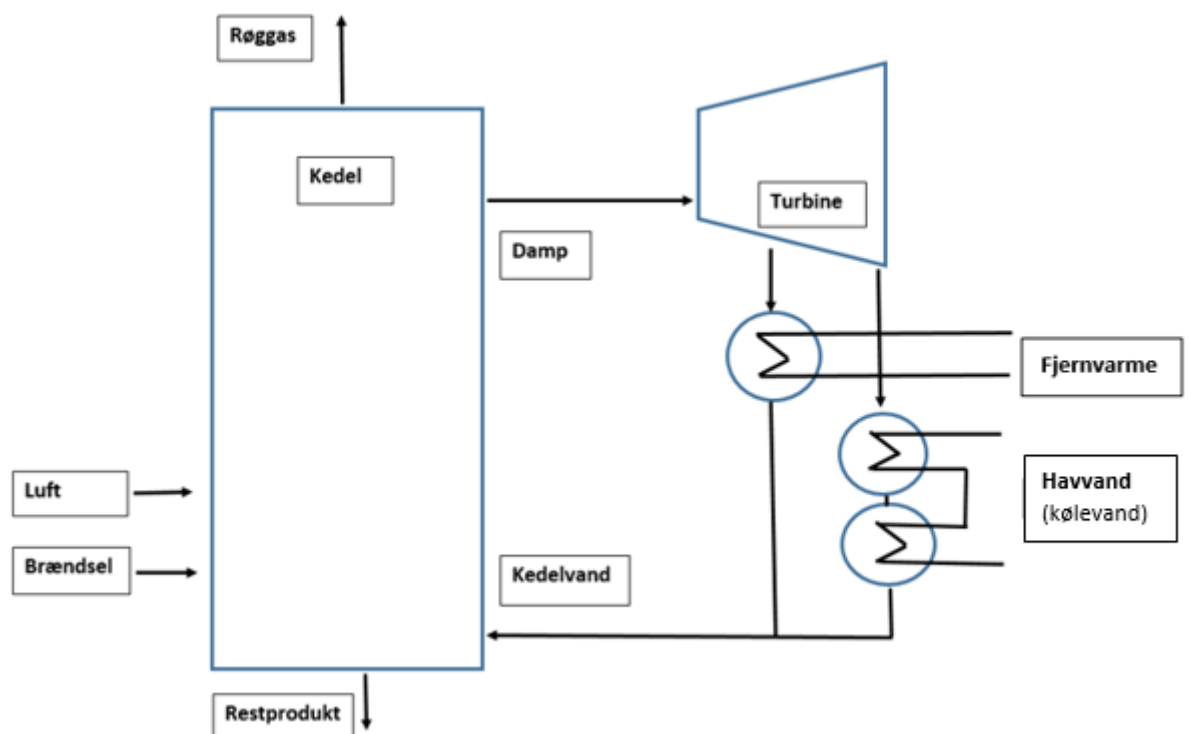 Røggas
Kedel
Turbine
Damp
Fjernvarme
Luft
Havvand
(kølevand)
Brændsel
Kedelvand
Restprodukt